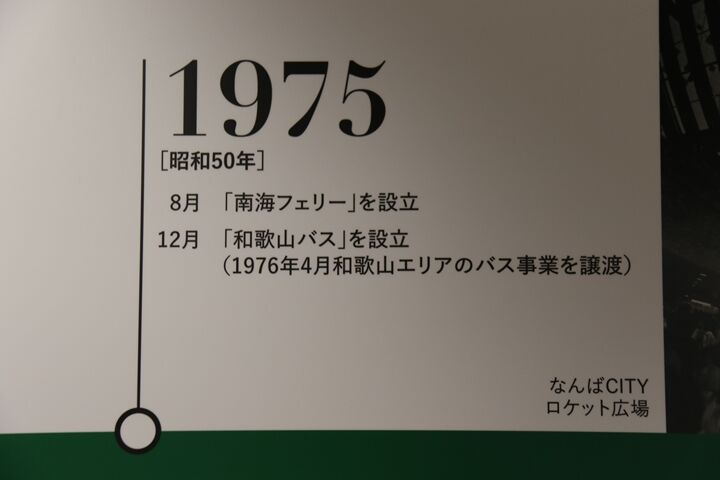 1975
[昭和50年]
8月 「南海フェリー」を設立
12月 「和歌山バス」を設立
（1976年4月和歌山エリアのバス事業を譲渡）
なんばCITY
ロケット広場